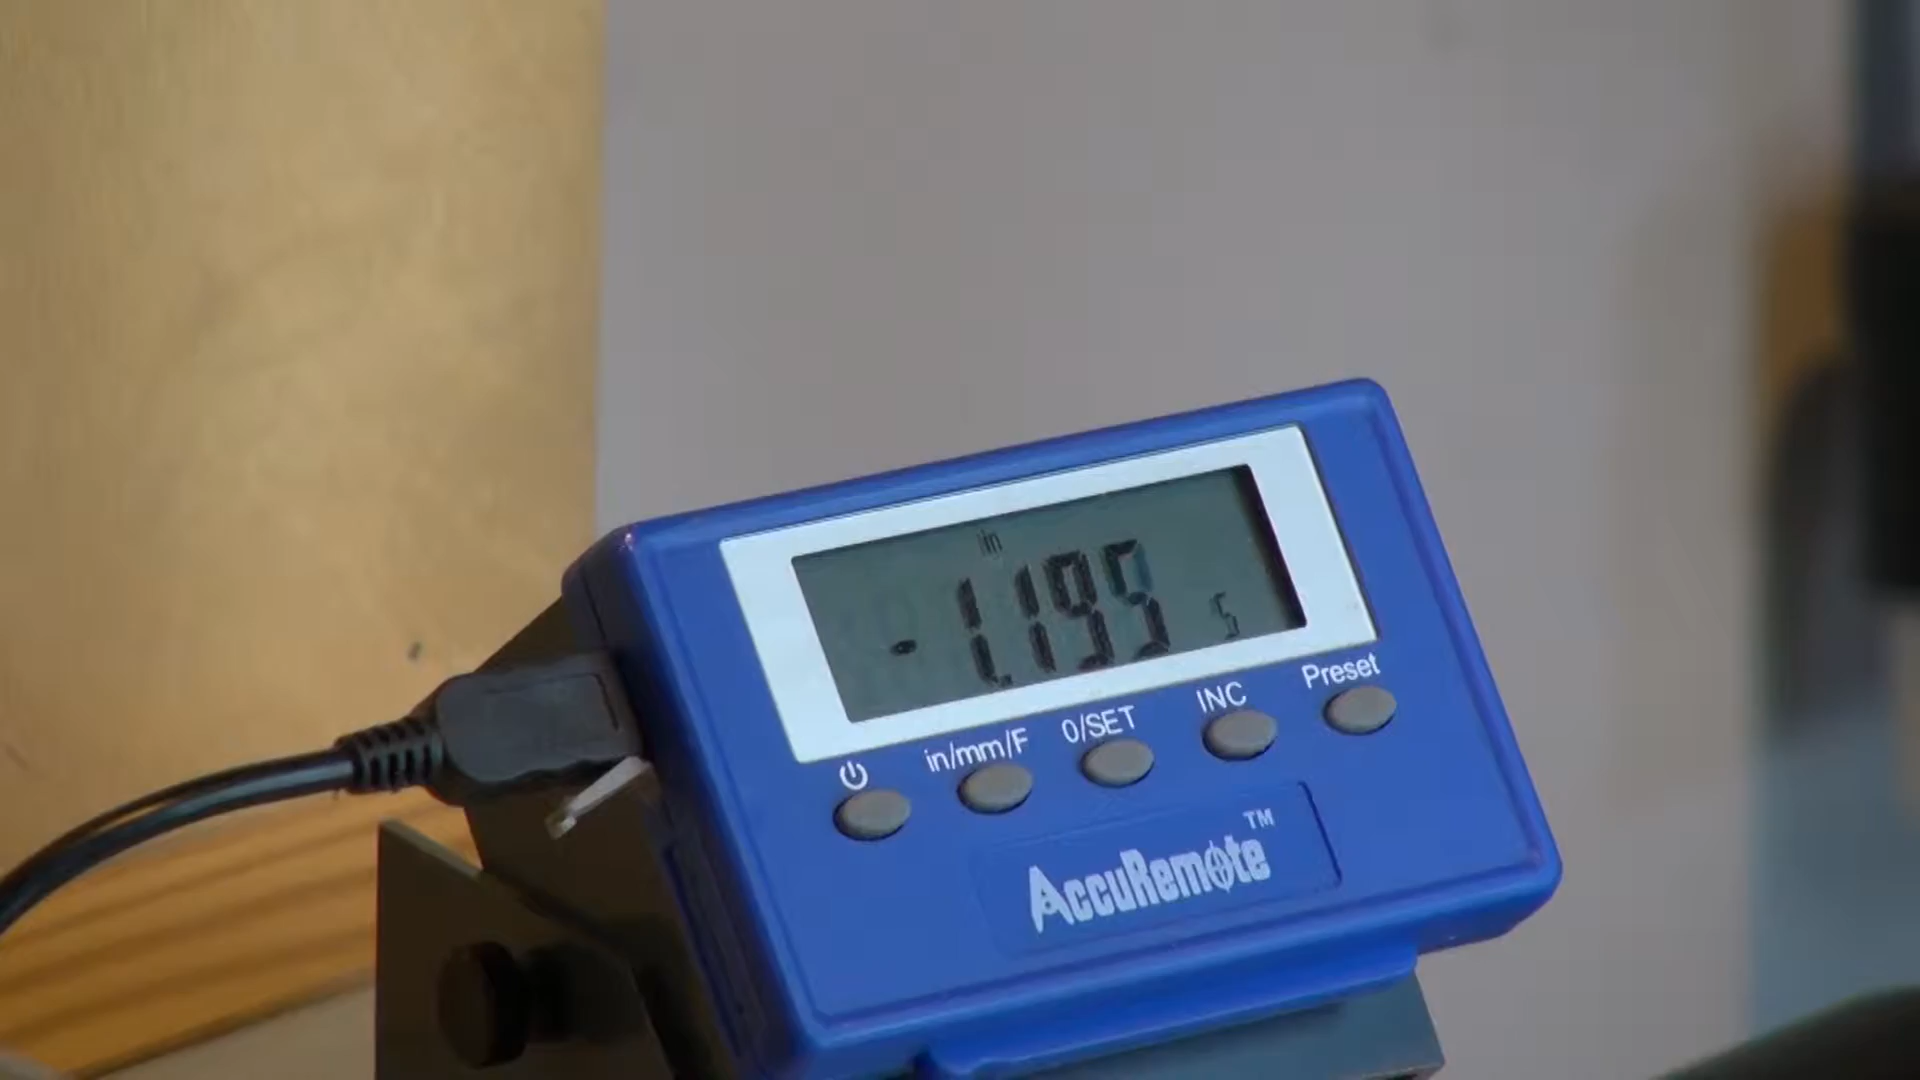 in
-1.195 5
in/mm/F 0/SET INC Preset
AccuRemote™